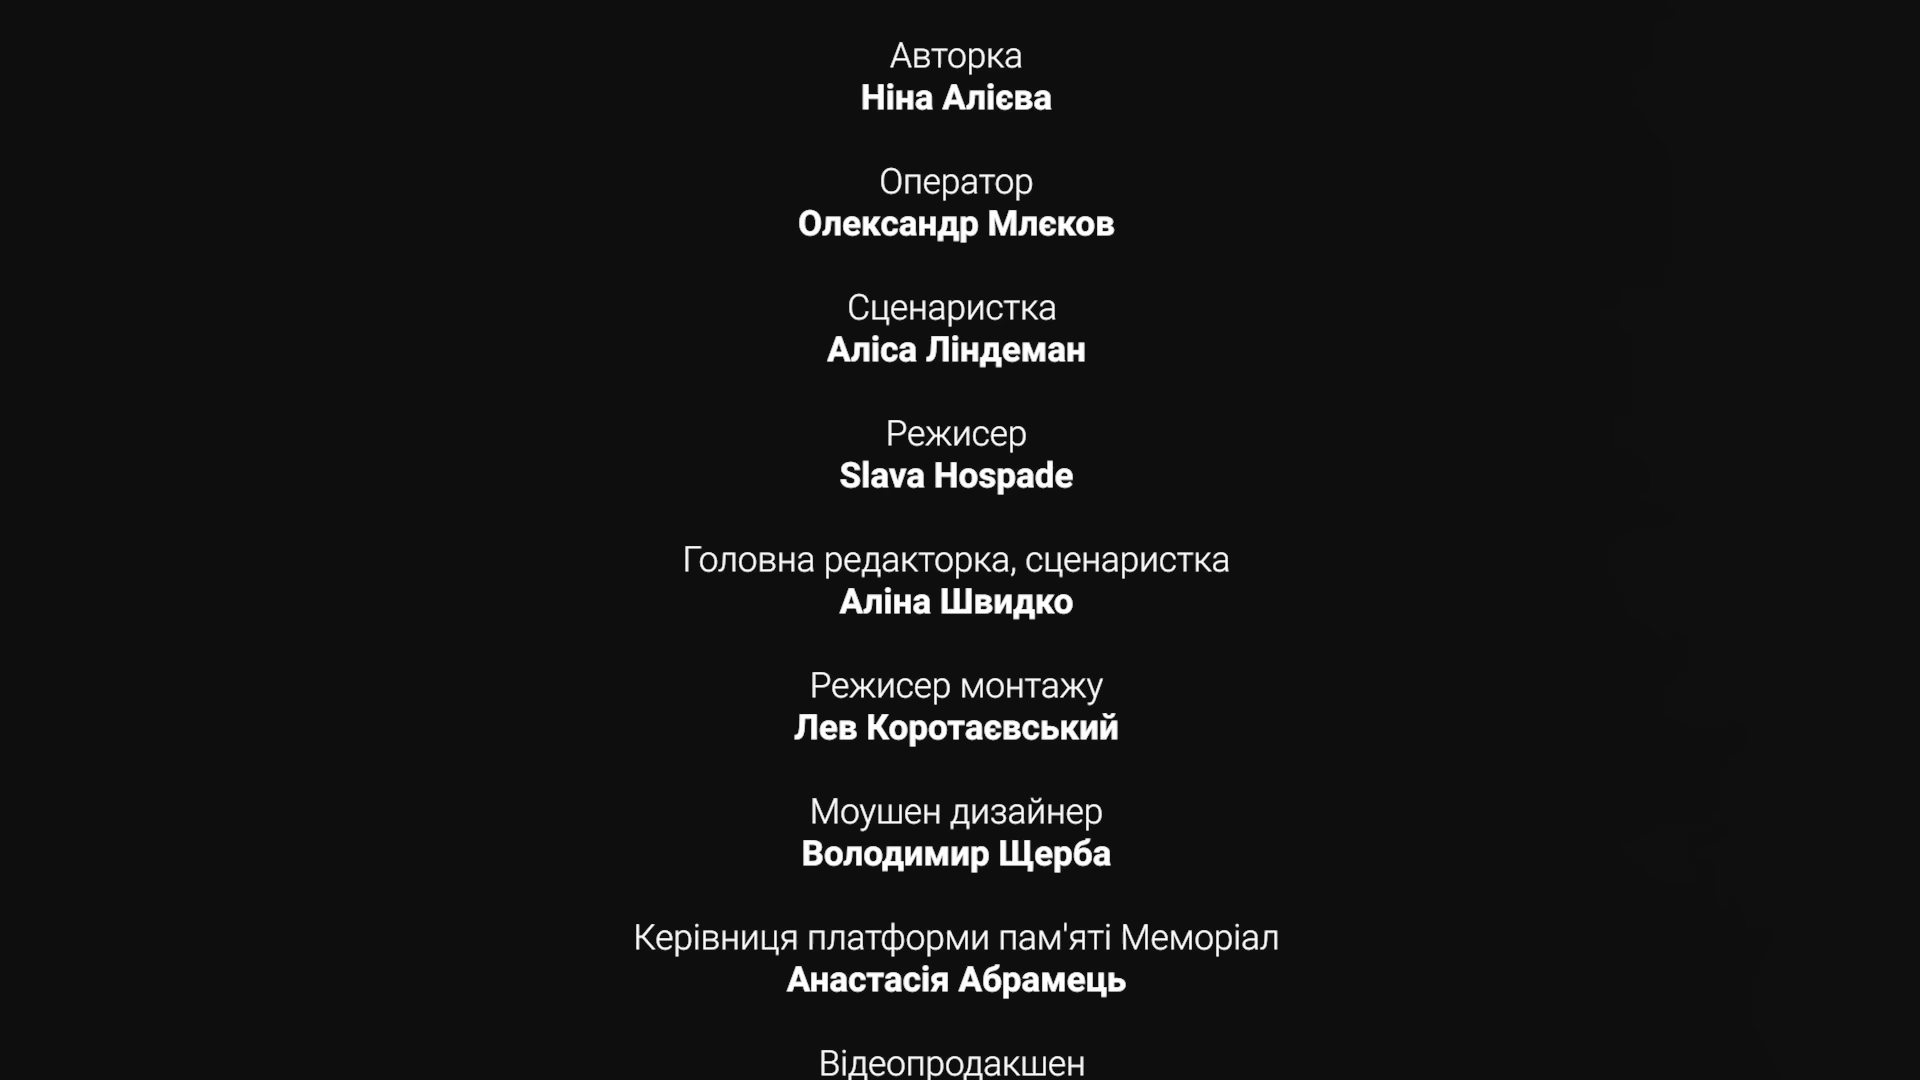 Авторка
Ніна Алієва
Оператор
Олександр Млєков
Сценаристка
Аліса Ліндеман
Режисер
Slava Hospade
Головна редакторка, сценаристка
Аліна Швидко
Режисер монтажу
Лев Коротаєвський
Моушен дизайнер
Володимир Щерба
Керівниця платформи пам'яті Меморіал
Анастасія Абрамець
Відеопродакшен